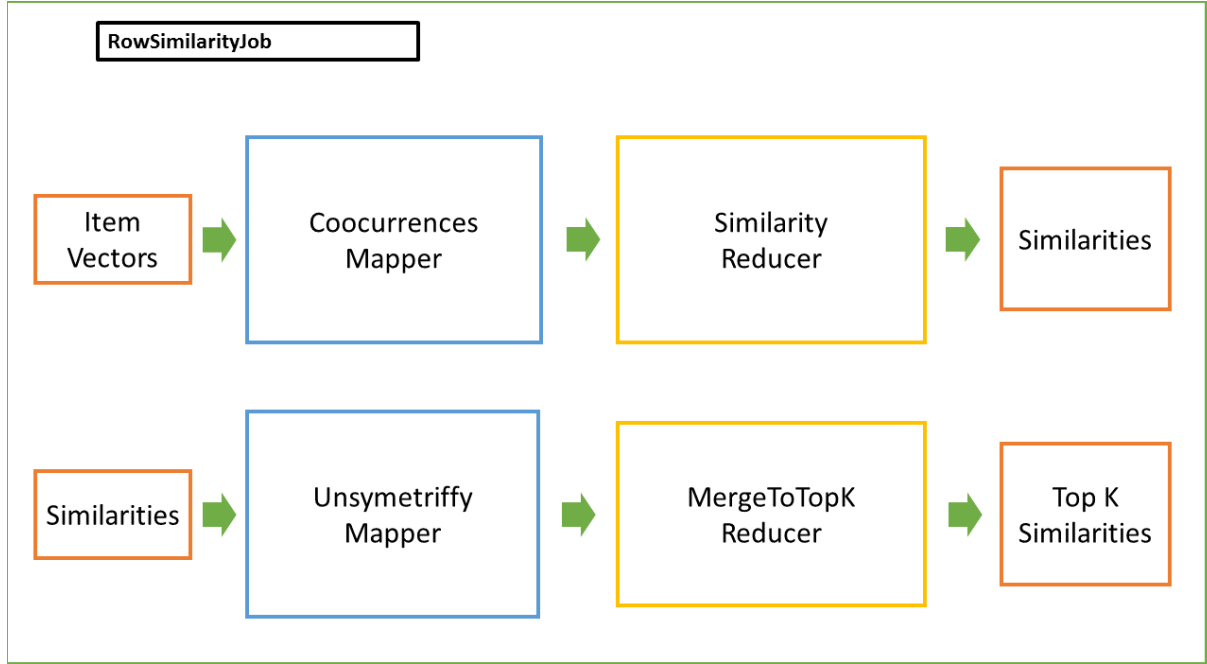 RowSimilarityJob
Item
Vectors
Coocurrences
Mapper
Similarity
Reducer
Similarities
Similarities
Unsymetriffy
Mapper
MergeToTopK
Reducer
Top K
Similarities